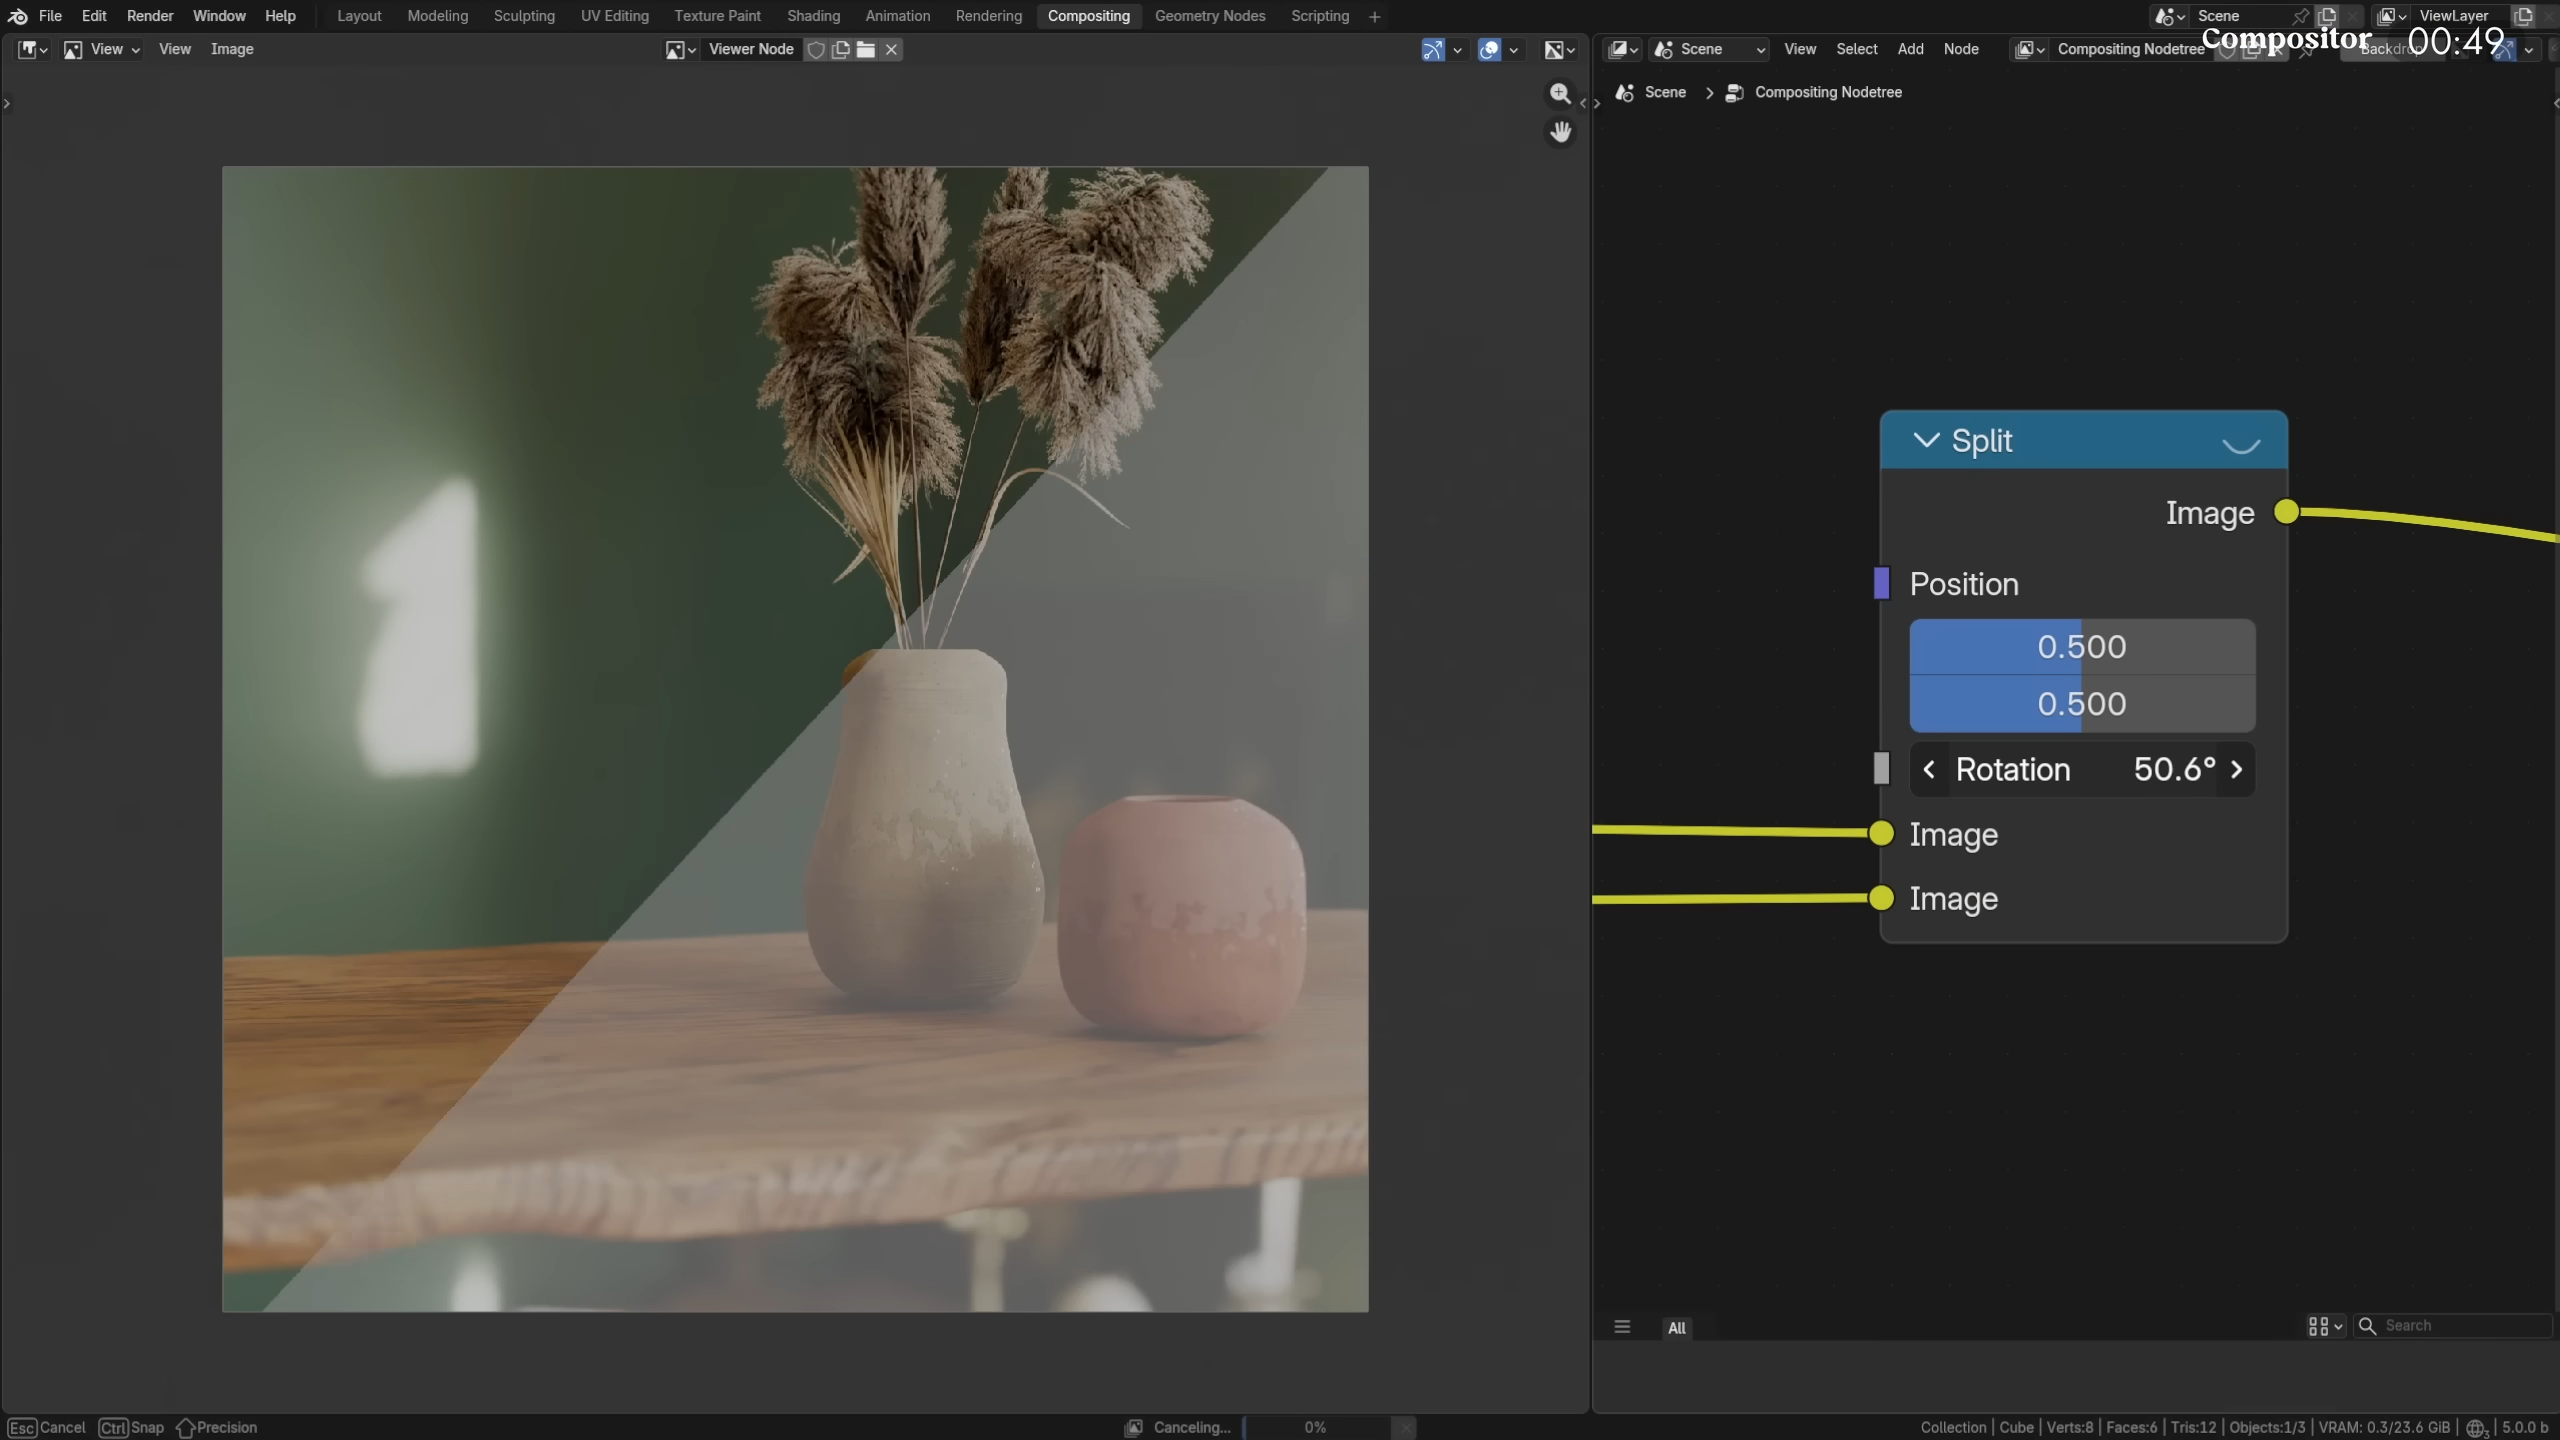 File Edit Render Window Help Layout Modeling Sculpting UV Editing Texture Paint Shading Animation Rendering Compositing Geometry Nodes Scripting + Scene ViewLayer
View View Image Viewer Node Scene View Select Add Node Compositing Nodetree Compositor 00:49
Scene > Compositing Nodetree
Split
Image
Position
0.500
0.500
Rotation 50.6°
Image
Image
All Search
Esc Cancel Ctrl Snap Precision Canceling... 0% Collection | Cube | Verts:8 | Faces:6 | Tris:12 | Objects:1/3 | VRAM: 0.3/23.6 GiB | 5.0.0 b